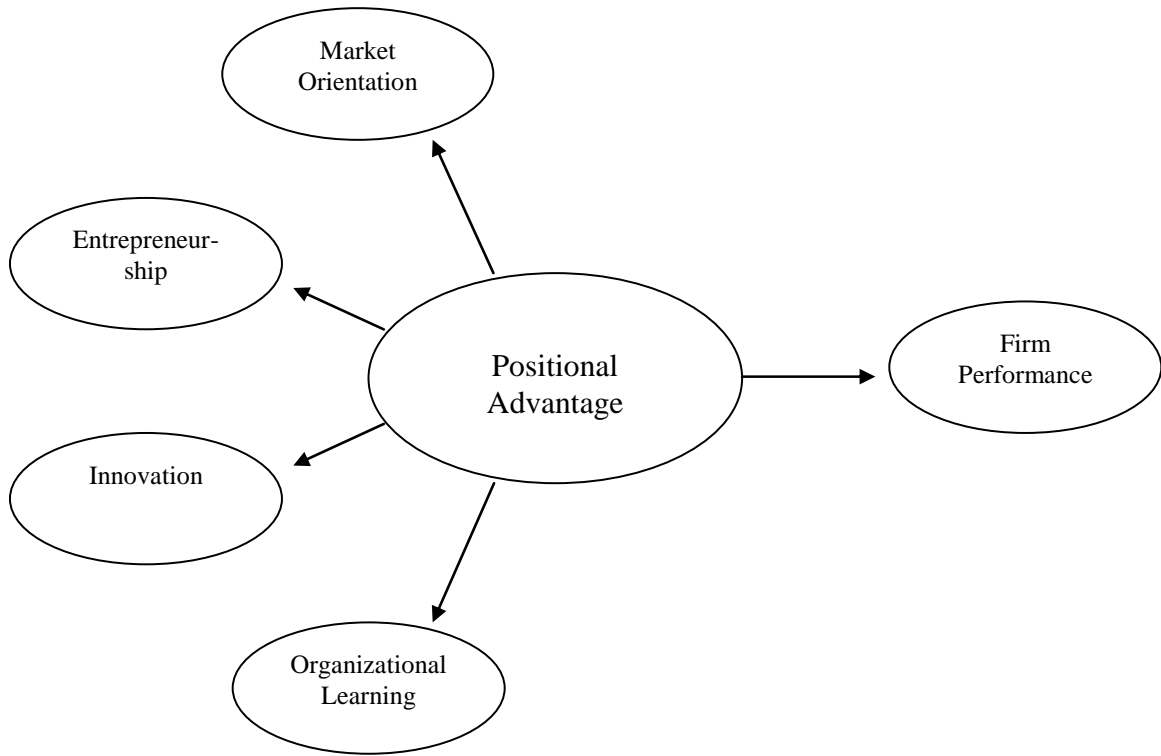 Market
Orientation
Entrepreneur-
ship
Positional
Advantage
Firm
Performance
Innovation
Organizational
Learning